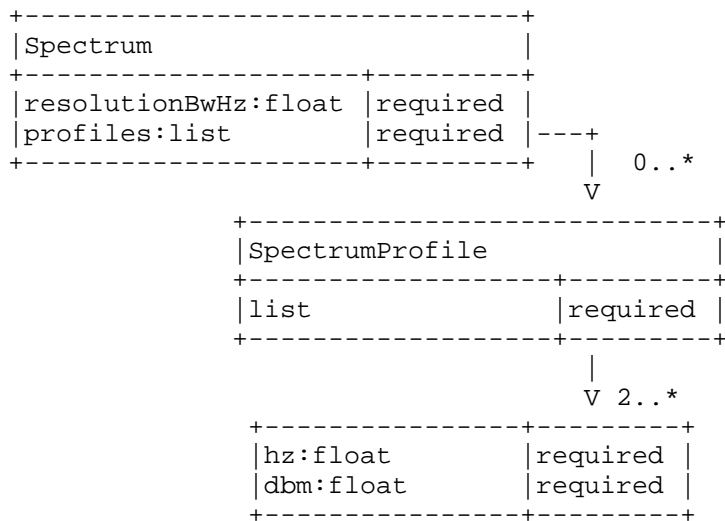 +---------------------------------+
|Spectrum                         |
+----------------------+----------+
|resolutionBwHz:float |required |
|profiles:list        |required |---+
+----------------------+----------+   |  0..*
V
+-------------------------------+
|SpectrumProfile                |
+--------------------+----------+
|list                |required |
+--------------------+----------+
|
V 2..*
+-----------------+----------+
|hz:float         |required |
|dbm:float        |required |
+-----------------+----------+